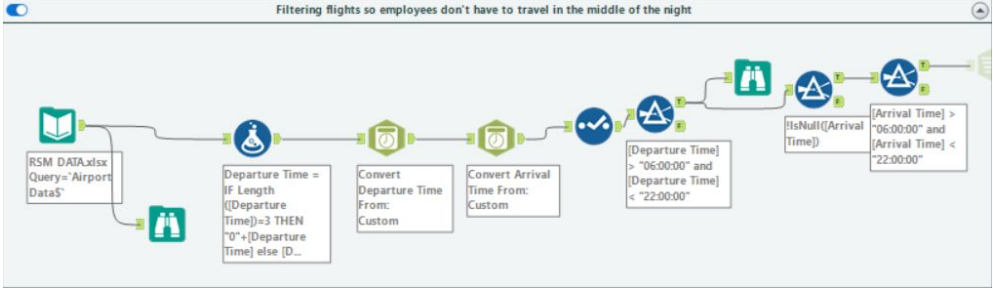 Filtering flights so employees don't have to travel in the middle of the night
RSM DATA.xlsx
Query=`Airport
Data$`
Departure Time =
IF Length
([Departure
Time])=3 THEN
"0"+[Departure
Time] else [D...
Convert
Departure Time
From:
Custom
Convert Arrival
Time From:
Custom
T
F
[Departure Time]
> "06:00:00" and
[Departure Time]
< "22:00:00"
T
F
!IsNull([Arrival
Time])
T
F
[Arrival Time] >
"06:00:00" and
[Arrival Time] <
"22:00:00"